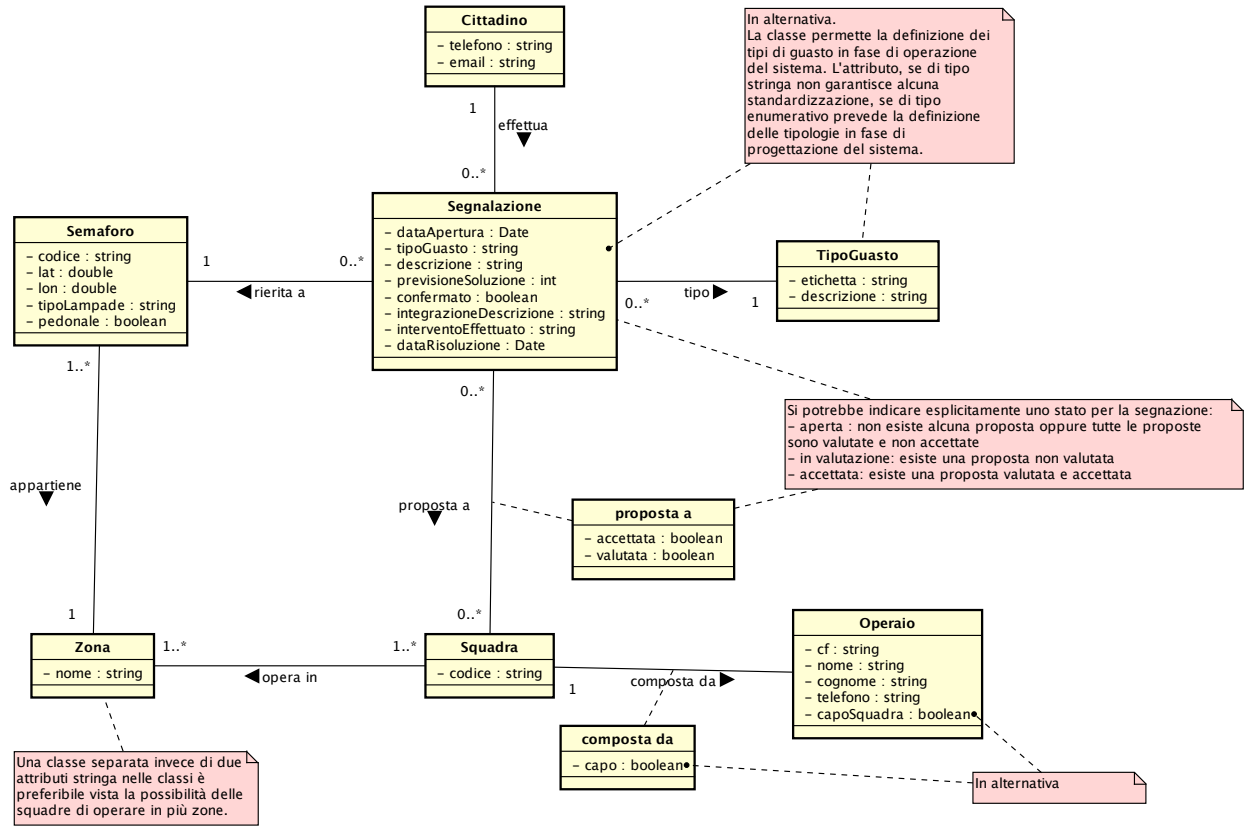 Cittadino
– telefono : string
– email : string
In alternativa.
La classe permette la definizione dei
tipi di guasto in fase di operazione
del sistema. L'attributo, se di tipo
stringa non garantisce alcuna
standardizzazione, se di tipo
enumerativo prevede la definizione
delle tipologie in fase di
progettazione del sistema.
1
effettua
0..*
Segnalazione
– dataApertura : Date
– tipoGuasto : string
– descrizione : string
– previsioneSoluzione : int
– confermato : boolean
– integrazioneDescrizione : string
– interventoEffettuato : string
– dataRisoluzione : Date
Semaforo
– codice : string
– lat : double
– lon : double
– tipoLampade : string
– pedonale : boolean
1
0..*
rierita a
TipoGuasto
– etichetta : string
– descrizione : string
0..*
tipo
1
1..*
0..*
Si potrebbe indicare esplicitamente uno stato per la segnazione:
– aperta : non esiste alcuna proposta oppure tutte le proposte
sono valutate e non accettate
– in valutazione: esiste una proposta non valutata
– accettata: esiste una proposta valutata e accettata
appartiene
proposta a
proposta a
– accettata : boolean
– valutata : boolean
1
0..*
Zona
– nome : string
1..*
1..*
opera in
Squadra
– codice : string
1
composta da
Operaio
– cf : string
– nome : string
– cognome : string
– telefono : string
– capoSquadra : boolean
composta da
– capo : boolean
In alternativa
Una classe separata invece di due
attributi stringa nelle classi è
preferibile vista la possibilità delle
squadre di operare in più zone.